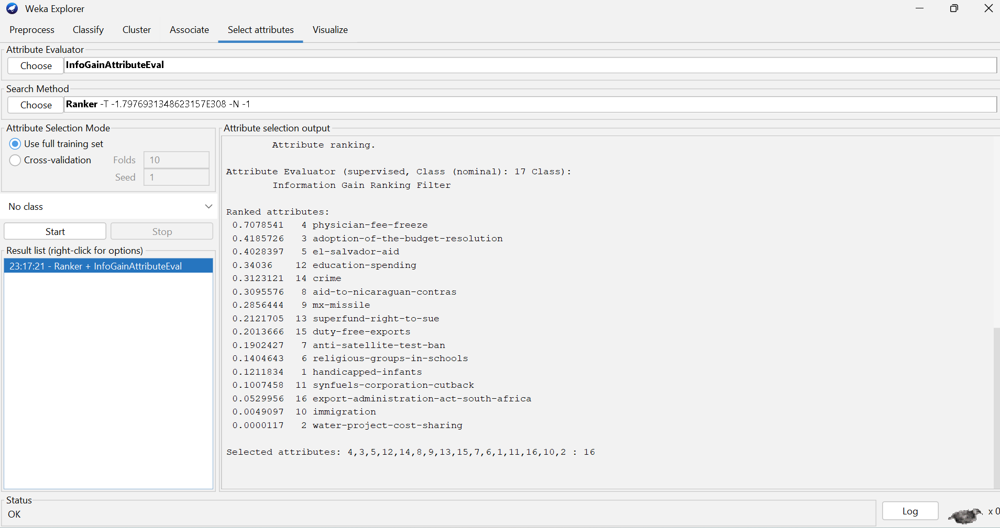 Weka Explorer
Preprocess Classify Cluster Associate Select attributes Visualize
Attribute Evaluator
Choose InfoGainAttributeEval
Search Method
Choose Ranker -T -1.7976931348623157E308 -N -1
Attribute Selection Mode
Use full training set
Cross-validation Folds 10
Seed 1
No class
Start Stop
Result list (right-click for options)
23:17:21 - Ranker + InfoGainAttributeEval
Attribute selection output
Attribute ranking.
Attribute Evaluator (supervised, Class (nominal): 17 Class):
Information Gain Ranking Filter
Ranked attributes:
0.7078541 4 physician-fee-freeze
0.4185726 3 adoption-of-the-budget-resolution
0.4028397 5 el-salvador-aid
0.34036 12 education-spending
0.3123121 14 crime
0.3095576 8 aid-to-nicaraguan-contras
0.2856444 9 mx-missile
0.2121705 13 superfund-right-to-sue
0.2013666 15 duty-free-exports
0.1902427 7 anti-satellite-test-ban
0.1404643 6 religious-groups-in-schools
0.1211834 1 handicapped-infants
0.1007458 11 synfuels-corporation-cutback
0.0529956 16 export-administration-act-south-africa
0.0049097 10 immigration
0.0000117 2 water-project-cost-sharing
Selected attributes: 4,3,5,12,14,8,9,13,15,7,6,1,11,16,10,2 : 16
Status
OK
Log
x 0